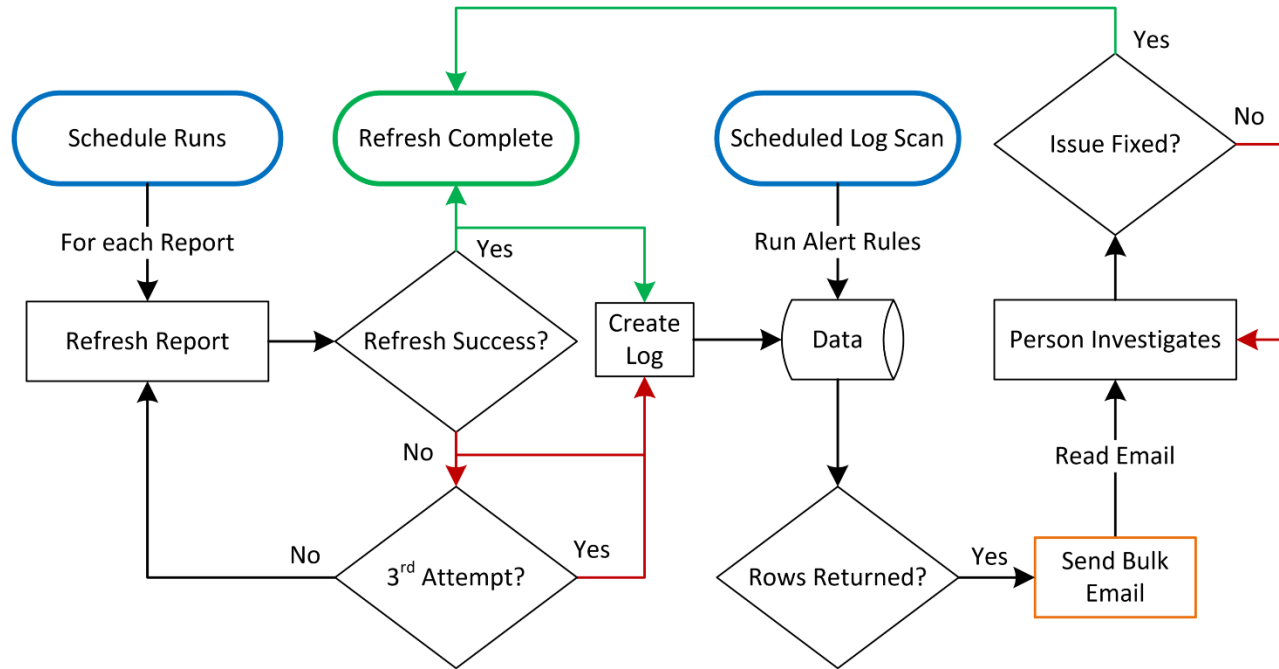 Yes
Schedule Runs
Refresh Complete
Scheduled Log Scan
Issue Fixed?
No
For each Report
Yes
Run Alert Rules
Refresh Report
Refresh Success?
Create
Log
Data
Person Investigates
No
Read Email
No
3rd Attempt?
Yes
Rows Returned?
Yes
Send Bulk
Email